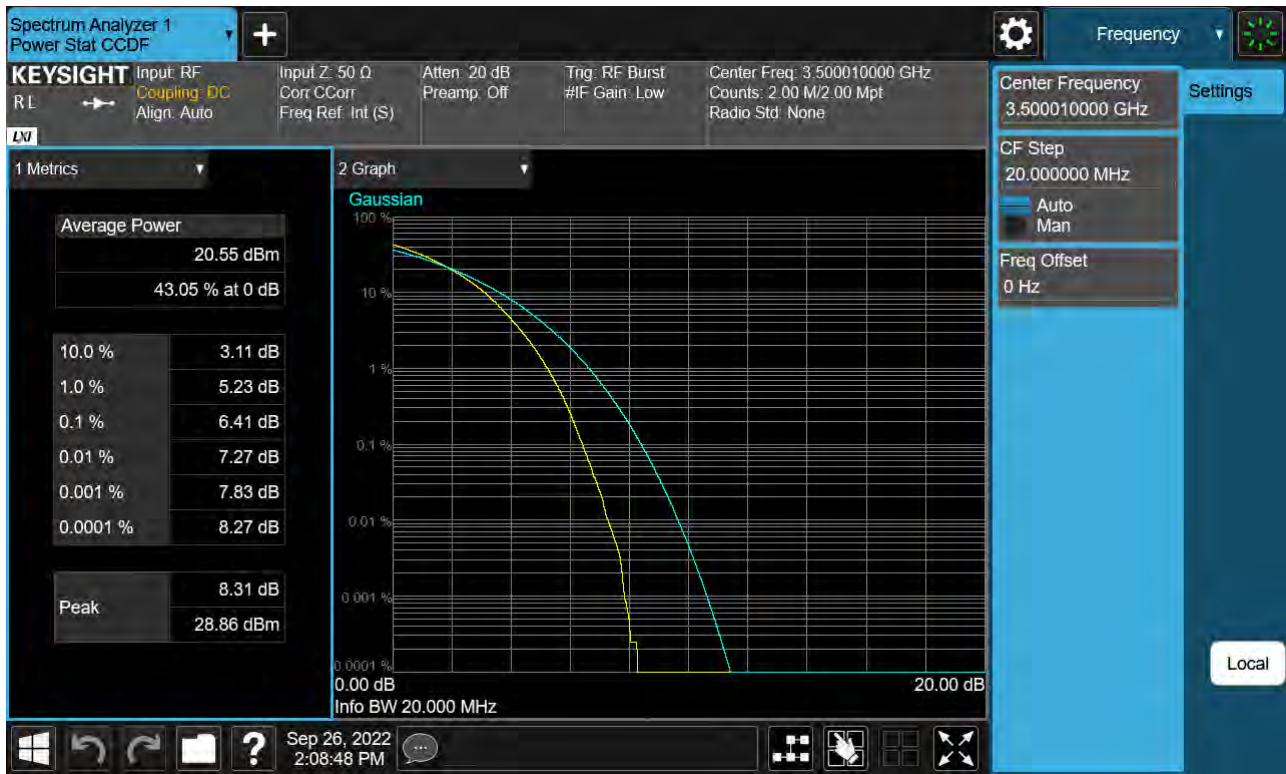 Spectrum Analyzer 1
Power Stat CCDF
Frequency
KEYSIGHT
RL
LXI
Input: RF
Coupling: DC
Align: Auto
Input Z: 50 Ω
Corr CCorr
Freq Ref: Int (S)
Atten: 20 dB
Preamp: Off
Trig: RF Burst
#IF Gain: Low
Center Freq: 3.500010000 GHz
Counts: 2.00 M/2.00 Mpt
Radio Std: None
Center Frequency
3.500010000 GHz
Settings
CF Step
20.000000 MHz
Auto
Man
Freq Offset
0 Hz
Local
1 Metrics
Average Power
20.55 dBm
43.05 % at 0 dB
10.0 % 3.11 dB
1.0 % 5.23 dB
0.1 % 6.41 dB
0.01 % 7.27 dB
0.001 % 7.83 dB
0.0001 % 8.27 dB
Peak
8.31 dB
28.86 dBm
2 Graph
Gaussian
100 %
10 %
1 %
0.1 %
0.01 %
0.001 %
0.0001 %
0.00 dB 20.00 dB
Info BW 20.000 MHz
?
Sep 26, 2022
2:08:48 PM